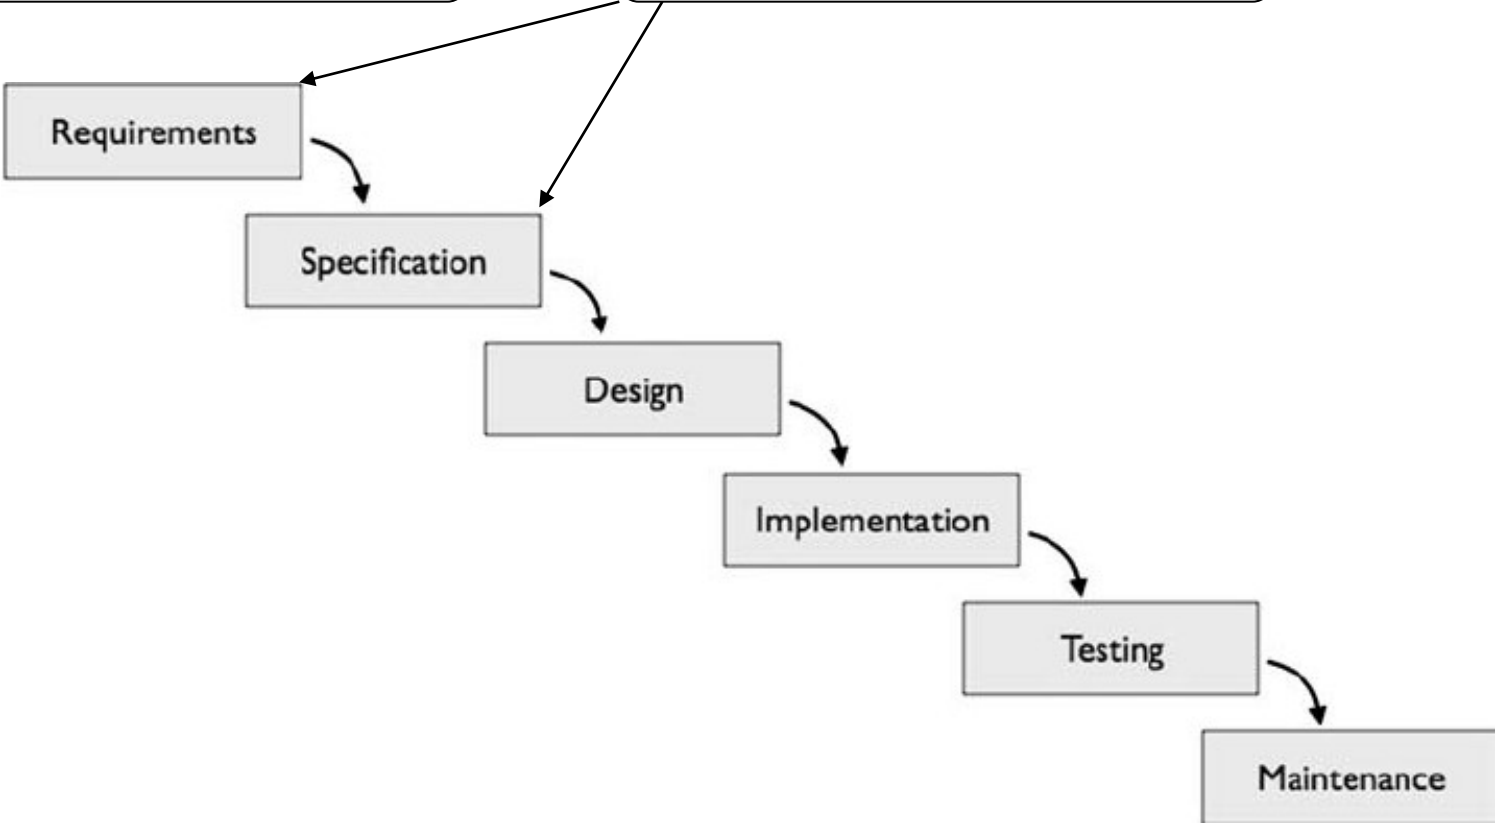 Requirements
Specification
Design
Implementation
Testing
Maintenance